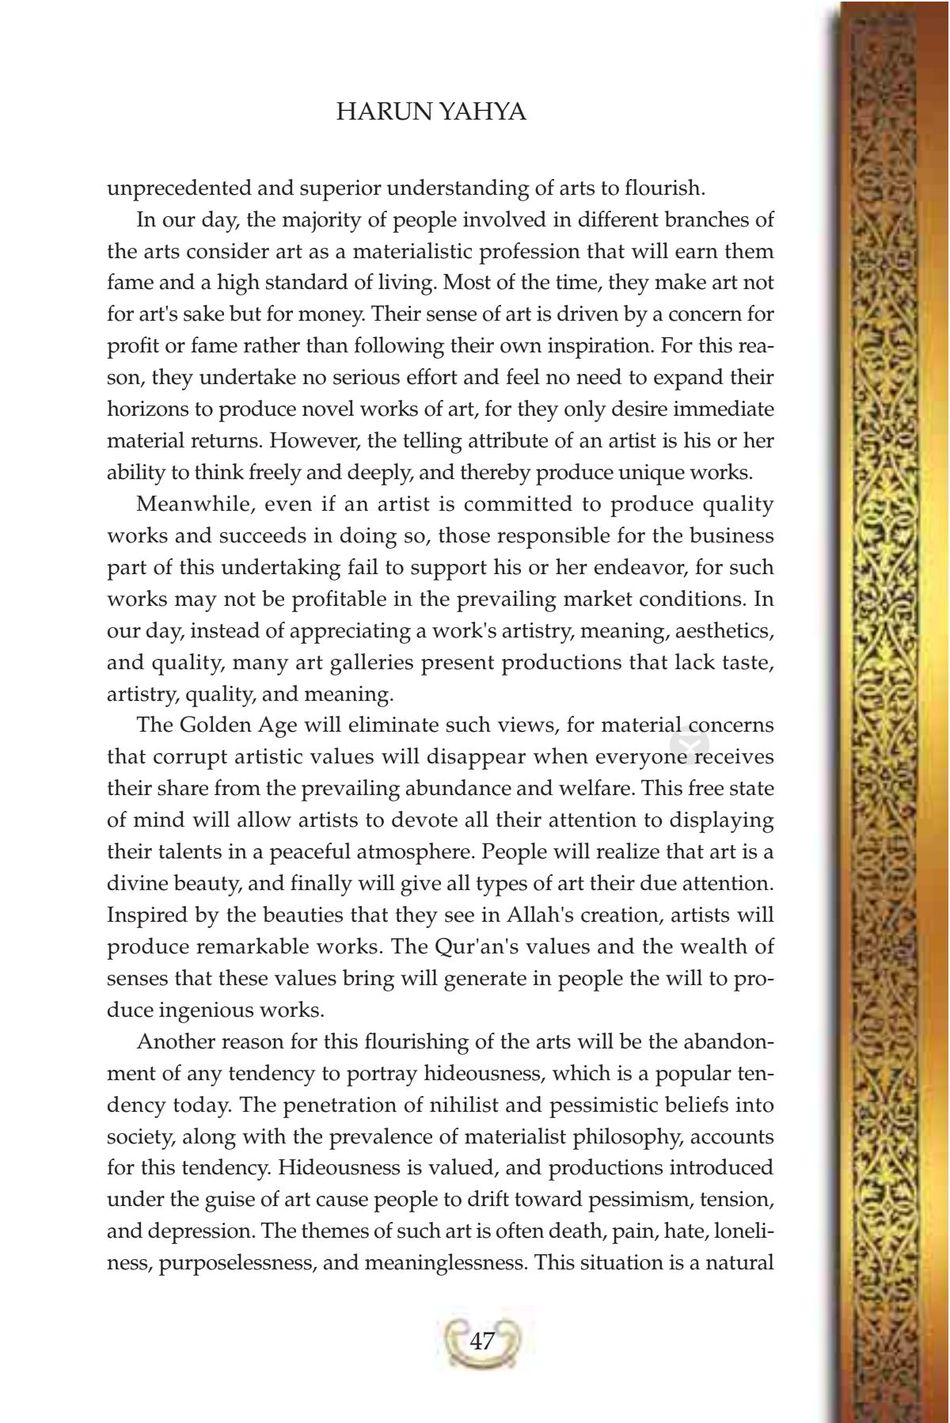 HARUN YAHYA
unprecedented and superior understanding of arts to flourish.
In our day, the majority of people involved in different branches of
the arts consider art as a materialistic profession that will earn them
fame and a high standard of living. Most of the time, they make art not
for art's sake but for money. Their sense of art is driven by a concern for
profit or fame rather than following their own inspiration. For this rea-
son, they undertake no serious effort and feel no need to expand their
horizons to produce novel works of art, for they only desire immediate
material returns. However, the telling attribute of an artist is his or her
ability to think freely and deeply, and thereby produce unique works.
Meanwhile, even if an artist is committed to produce quality
works and succeeds in doing so, those responsible for the business
part of this undertaking fail to support his or her endeavor, for such
works may not be profitable in the prevailing market conditions. In
our day, instead of appreciating a work's artistry, meaning, aesthetics,
and quality, many art galleries present productions that lack taste,
artistry, quality, and meaning.
The Golden Age will eliminate such views, for material concerns
that corrupt artistic values will disappear when everyone receives
their share from the prevailing abundance and welfare. This free state
of mind will allow artists to devote all their attention to displaying
their talents in a peaceful atmosphere. People will realize that art is a
divine beauty, and finally will give all types of art their due attention.
Inspired by the beauties that they see in Allah's creation, artists will
produce remarkable works. The Qur'an's values and the wealth of
senses that these values bring will generate in people the will to pro-
duce ingenious works.
Another reason for this flourishing of the arts will be the abandon-
ment of any tendency to portray hideousness, which is a popular ten-
dency today. The penetration of nihilist and pessimistic beliefs into
society, along with the prevalence of materialist philosophy, accounts
for this tendency. Hideousness is valued, and productions introduced
under the guise of art cause people to drift toward pessimism, tension,
and depression. The themes of such art is often death, pain, hate, loneli-
ness, purposelessness, and meaninglessness. This situation is a natural
47